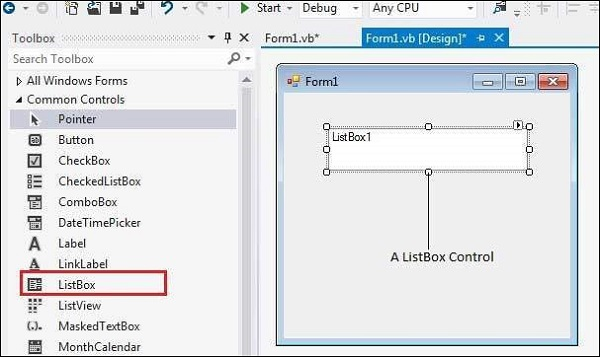 Start Debug Any CPU
Toolbox
Search Toolbox
All Windows Forms
Common Controls
Pointer
Button
CheckBox
CheckedListBox
ComboBox
DateTimePicker
Label
LinkLabel
ListBox
ListView
MaskedTextBox
MonthCalendar
Form1.vb* Form1.vb [Design]*
Form1
ListBox1
A ListBox Control